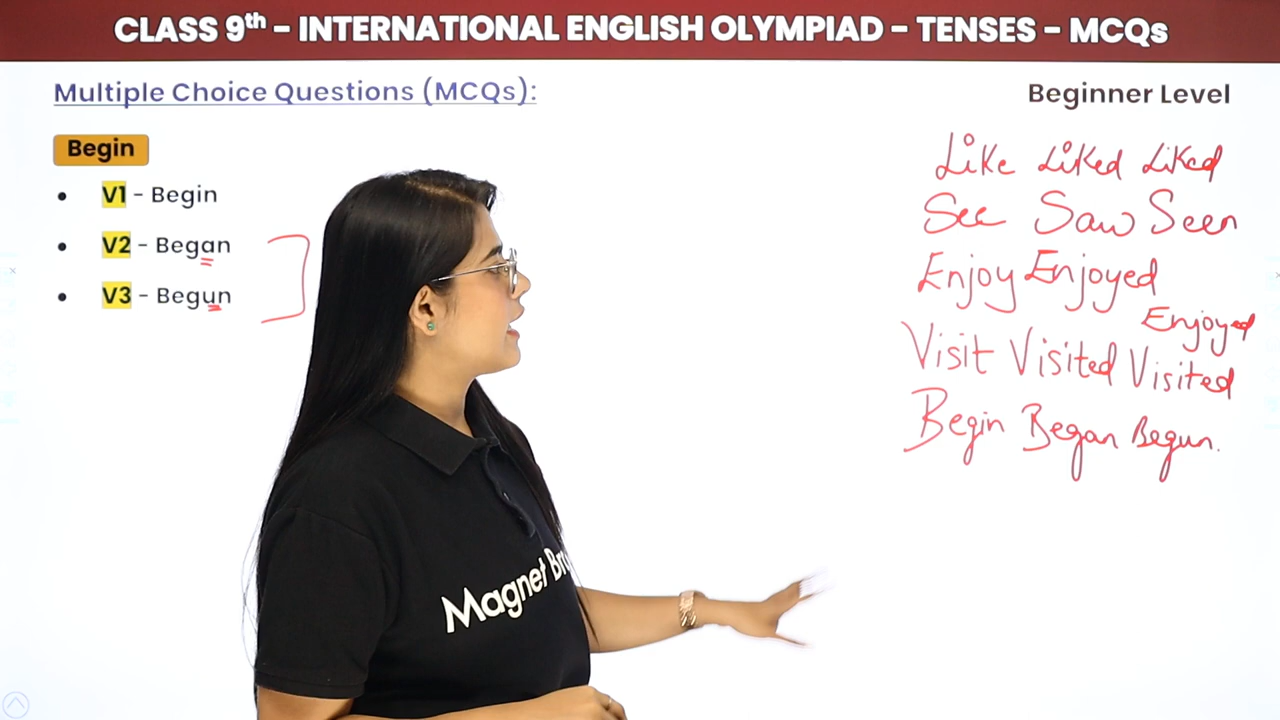 CLASS 9th - INTERNATIONAL ENGLISH OLYMPIAD - TENSES - MCQs
Multiple Choice Questions (MCQs):
Beginner Level
Begin
• V1 - Begin
• V2 - Began
• V3 - Begun
Like Liked Liked
See Saw Seen
Enjoy Enjoyed
Enjoyed
Visit Visited Visited
Begin Began Begun.
Magnet Br